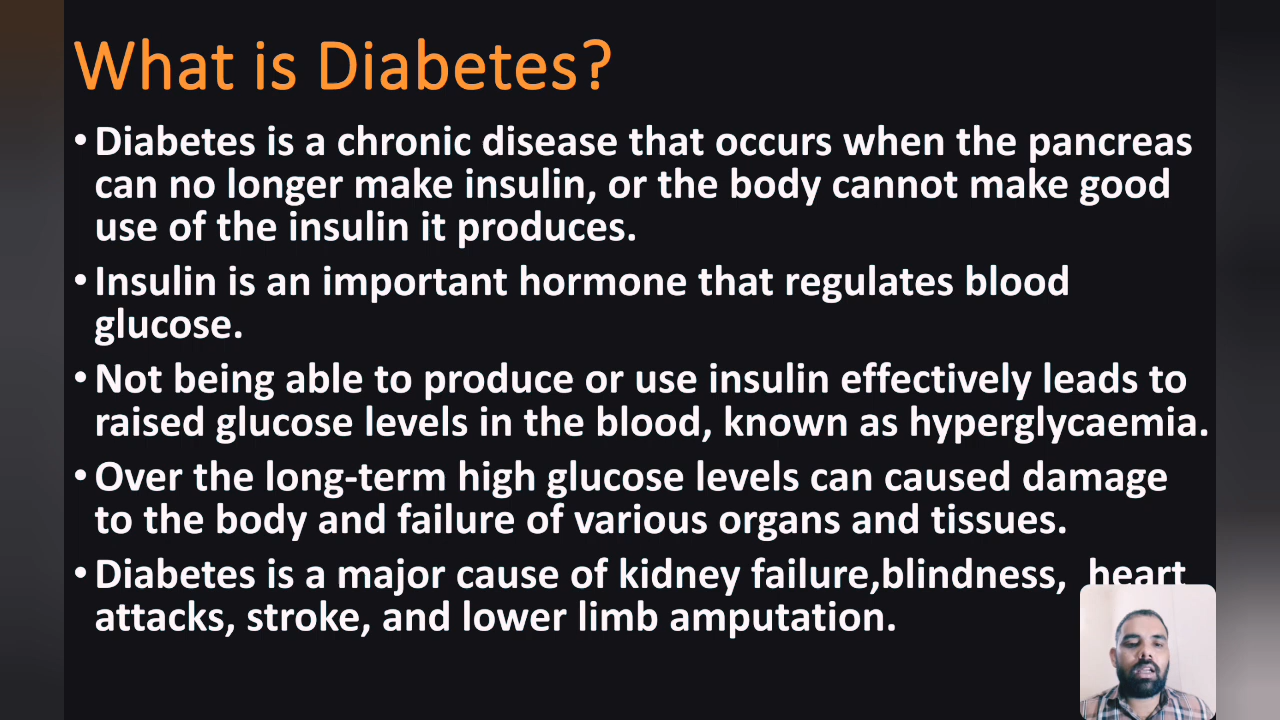 What is Diabetes?
• Diabetes is a chronic disease that occurs when the pancreas
can no longer make insulin, or the body cannot make good
use of the insulin it produces.
• Insulin is an important hormone that regulates blood
glucose.
• Not being able to produce or use insulin effectively leads to
raised glucose levels in the blood, known as hyperglycaemia.
• Over the long-term high glucose levels can caused damage
to the body and failure of various organs and tissues.
• Diabetes is a major cause of kidney failure,blindness,  heart
attacks, stroke, and lower limb amputation.